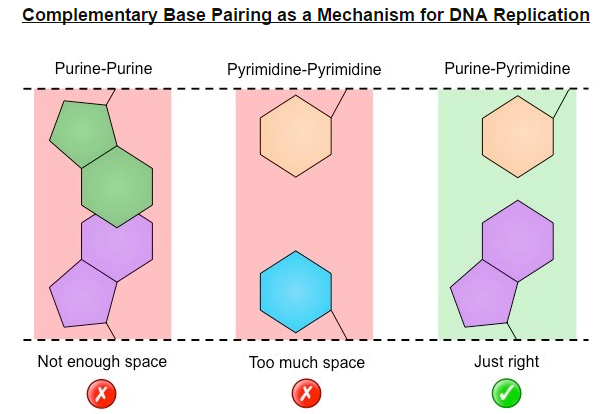 Complementary Base Pairing as a Mechanism for DNA Replication
Purine-Purine
Pyrimidine-Pyrimidine
Purine-Pyrimidine
Not enough space
Too much space
Just right